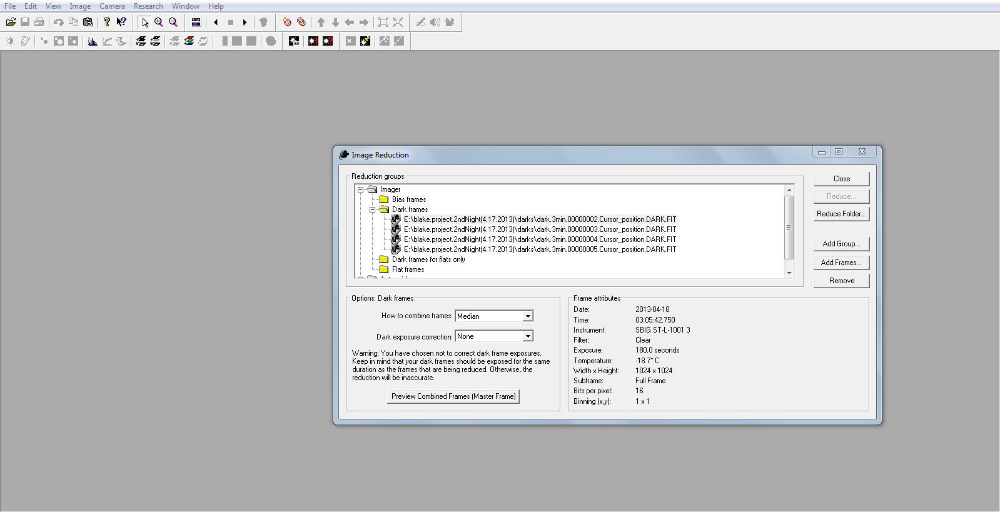 File Edit View Image Camera Research Window Help
Image Reduction
Reduction groups
Imager
Bias frames
Dark frames
E:\blake.project.2ndNight(4.17.2013)\darks\dark.3min.00000002.Cursor_position.DARK.FIT
E:\blake.project.2ndNight(4.17.2013)\darks\dark.3min.00000003.Cursor_position.DARK.FIT
E:\blake.project.2ndNight(4.17.2013)\darks\dark.3min.00000004.Cursor_position.DARK.FIT
E:\blake.project.2ndNight(4.17.2013)\darks\dark.3min.00000005.Cursor_position.DARK.FIT
Dark frames for flats only
Flat frames
Close
Reduce...
Reduce Folder...
Add Group...
Add Frames...
Remove
Options: Dark frames
How to combine frames: Median
Dark exposure correction: None
Warning: You have chosen not to correct dark frame exposures.
Keep in mind that your dark frames should be exposed for the same
duration as the frames that are being reduced. Otherwise, the
reduction will be inaccurate.
Preview Combined Frames (Master Frame)
Frame attributes
Date: 2013-04-18
Time: 03:05:42.750
Instrument: SBIG ST-L-1001 3
Filter: Clear
Exposure: 180.0 seconds
Temperature: -18.7° C
Width x Height: 1024 x 1024
Subframe: Full Frame
Bits per pixel: 16
Binning (x,y): 1 x 1